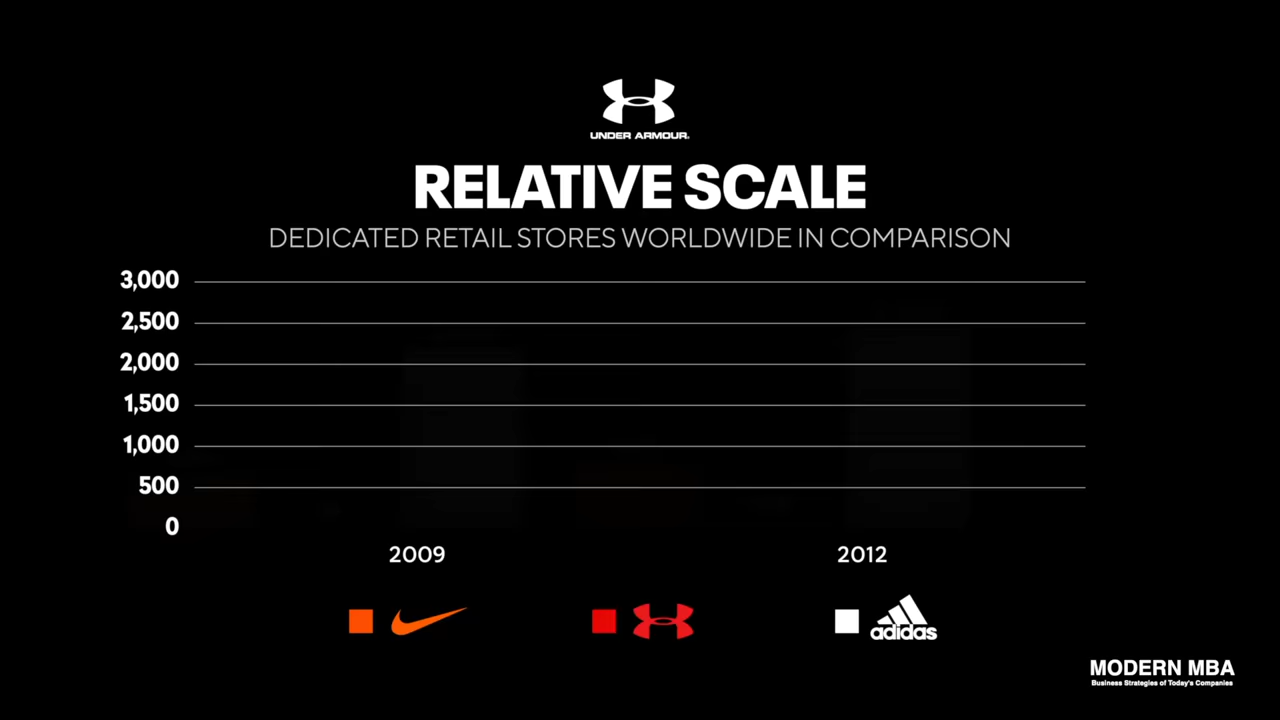 UNDER ARMOUR.
RELATIVE SCALE
DEDICATED RETAIL STORES WORLDWIDE IN COMPARISON
3,000
2,500
2,000
1,500
1,000
500
0
2009
2012
adidas
MODERN MBA
Business Strategies of Today's Companies